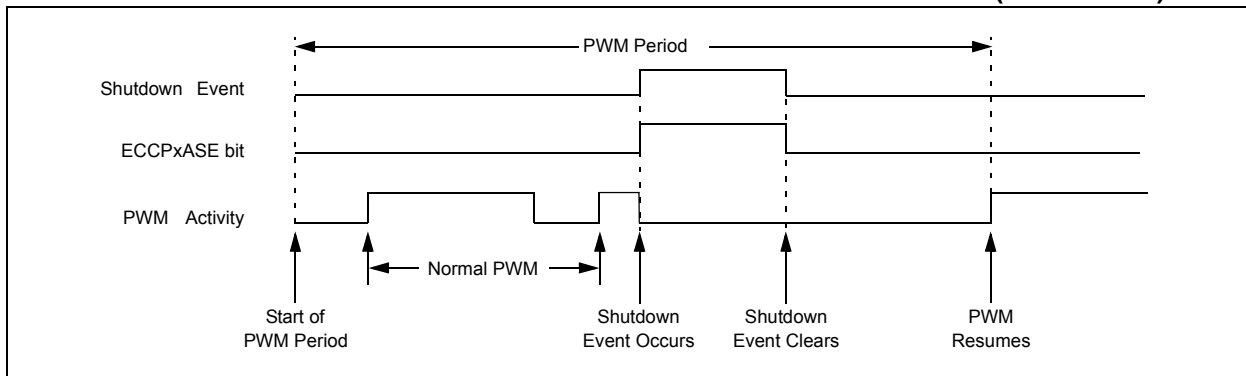 PWM Period
Shutdown Event
ECCPxASE bit
PWM Activity
Normal PWM
Start of
PWM Period
Shutdown
Event Occurs
Shutdown
Event Clears
PWM
Resumes